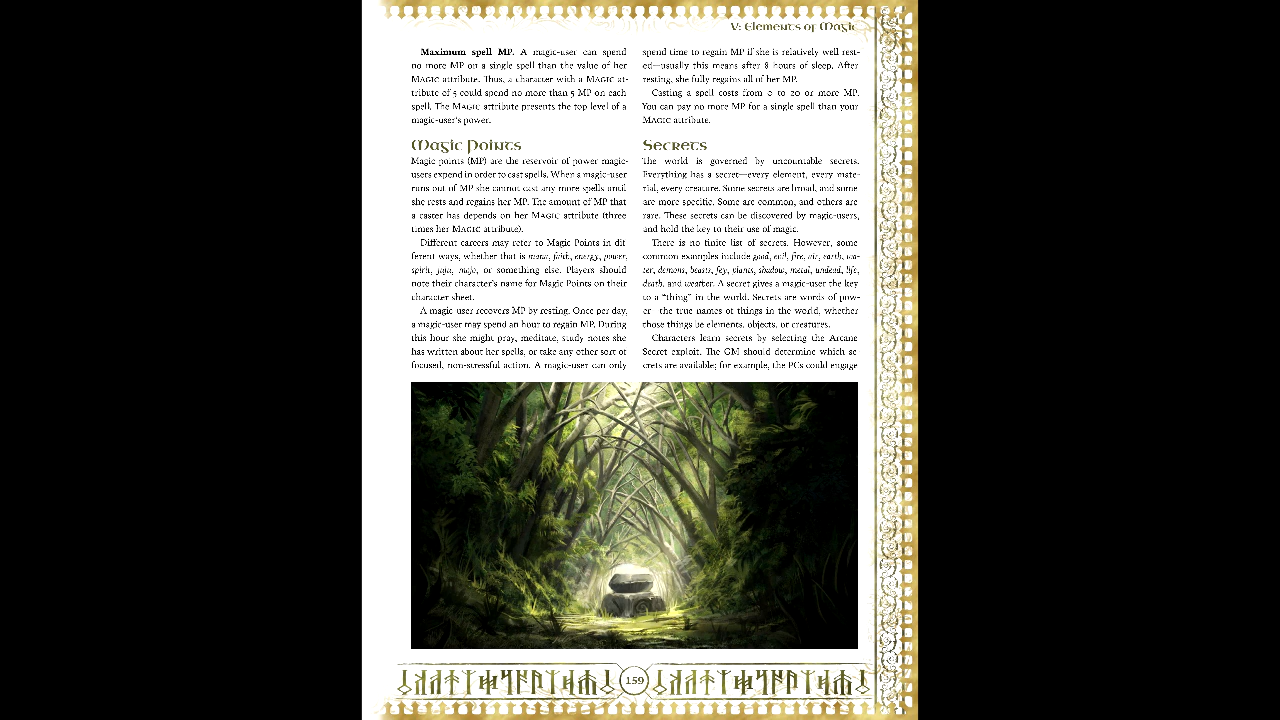 V: Elements of Magic
Maximum spell MP. A magic-user can spend
no more MP on a single spell than the value of her
MAGIC attribute. Thus, a character with a MAGIC at-
tribute of 5 could spend no more than 5 MP on each
spell. The MAGIC attribute presents the top level of a
magic-user's power.
Magic Points
Magic points (MP) are the reservoir of power magic-
users expend in order to cast spells. When a magic-user
runs out of MP she cannot cast any more spells until
she rests and regains her MP. The amount of MP that
a caster has depends on her MAGIC attribute (three
times her MAGIC attribute).
Different careers may refer to Magic Points in dif-
ferent ways, whether that is mana, faith, energy, power,
spirit, juju, mojo, or something else. Players should
note their character's name for Magic Points on their
character sheet.
A magic-user recovers MP by resting. Once per day,
a magic-user may spend an hour to regain MP. During
this hour she might pray, meditate, study notes she
has written about her spells, or take any other sort of
focused, non-stressful action. A magic-user can only
spend time to regain MP if she is relatively well rest-
ed—usually this means after 8 hours of sleep. After
resting, she fully regains all of her MP.
Casting a spell costs from 0 to 20 or more MP.
You can pay no more MP for a single spell than your
MAGIC attribute.
Secrets
The world is governed by uncountable secrets.
Everything has a secret—every element, every mate-
rial, every creature. Some secrets are broad, and some
are more specific. Some are common, and others are
rare. These secrets can be discovered by magic-users,
and hold the key to their use of magic.
There is no finite list of secrets. However, some
common examples include good, evil, fire, air, earth, wa-
ter, demons, beasts, fey, plants, shadow, metal, undead, life,
death, and weather. A secret gives a magic-user the key
to a "thing" in the world. Secrets are words of pow-
er—the true names of things in the world, whether
those things be elements, objects, or creatures.
Characters learn secrets by selecting the Arcane
Secret exploit. The GM should determine which se-
crets are available; for example, the PCs could engage
159